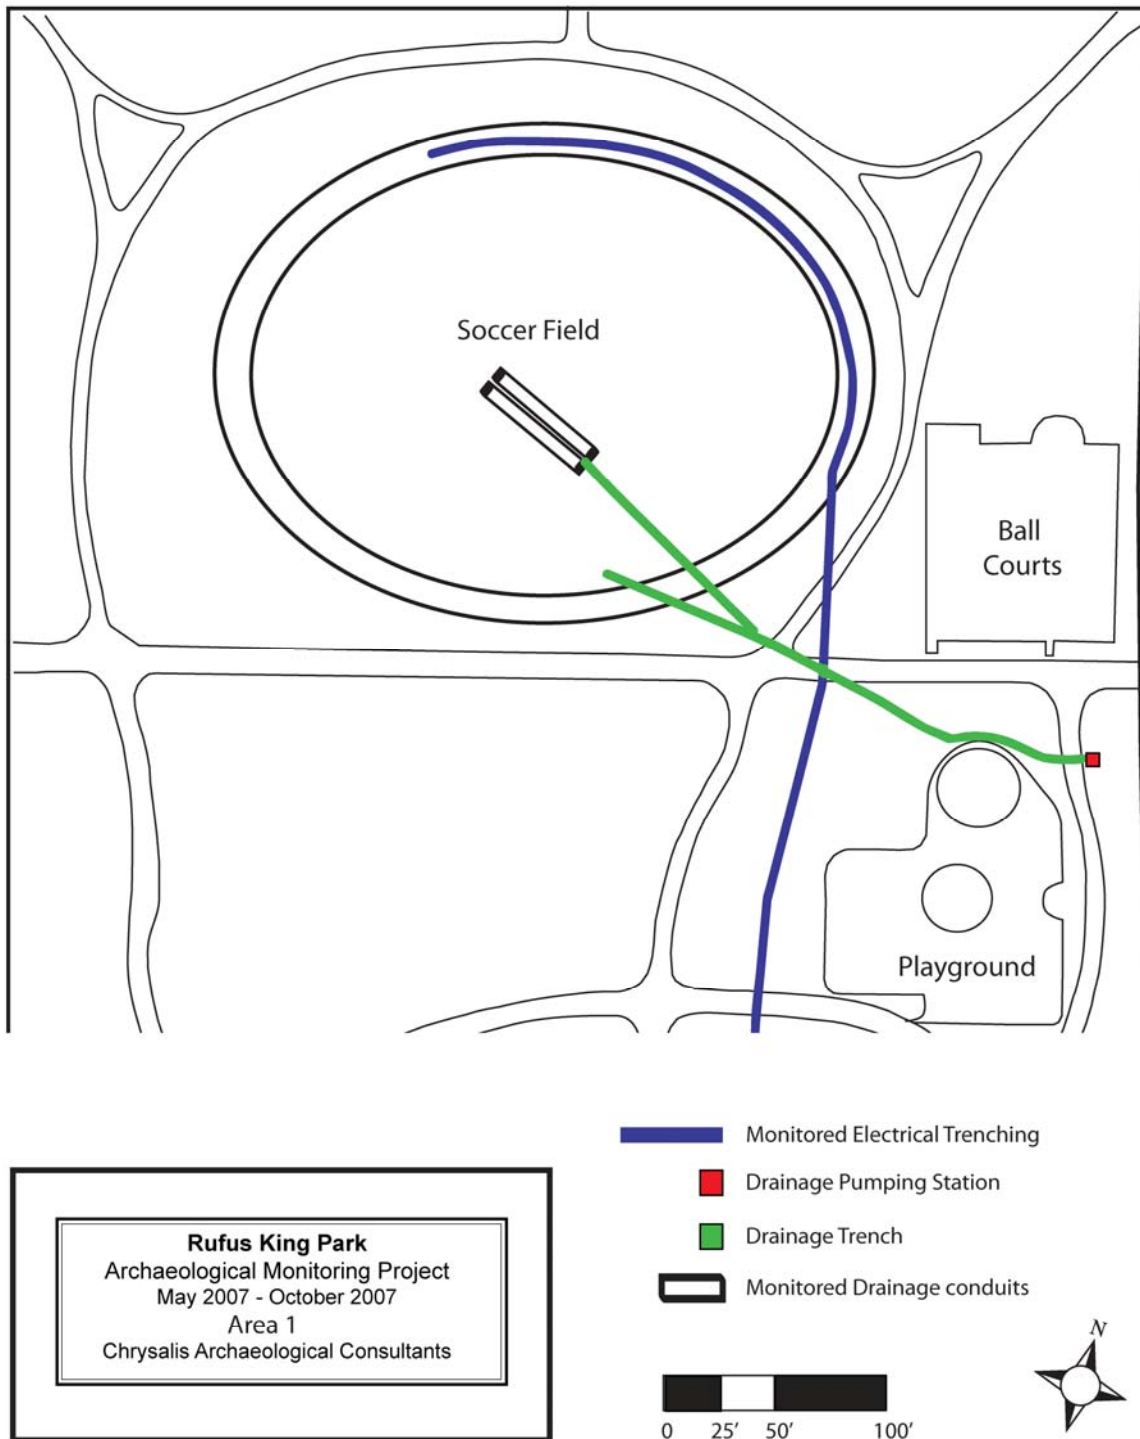 Soccer Field
Ball
Courts
Playground
Monitored Electrical Trenching
Drainage Pumping Station
Drainage Trench
Monitored Drainage conduits
Rufus King Park
Archaeological Monitoring Project
May 2007 - October 2007
Area 1
Chrysalis Archaeological Consultants
N
0 25' 50' 100'